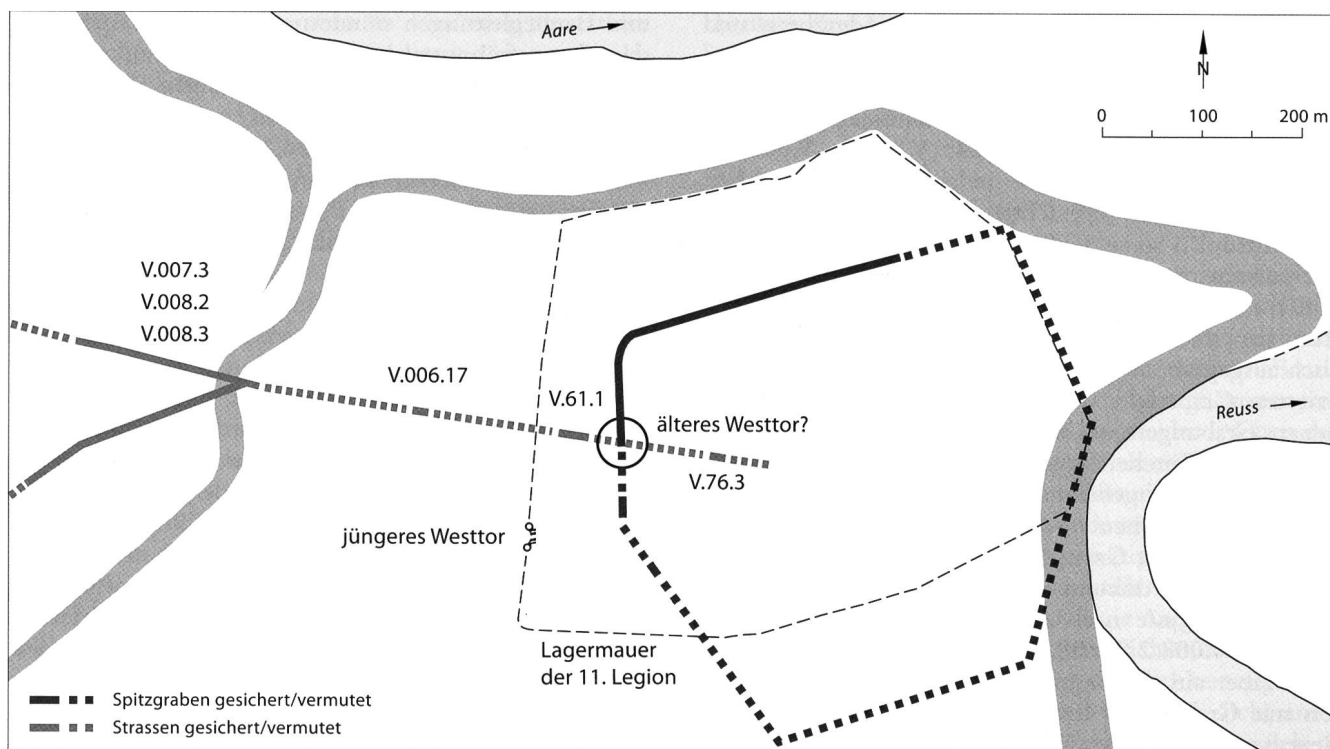 Aare
N
0 100 200 m
V.007.3
V.008.2
V.008.3
V.006.17
V.61.1
älteres Westtor?
V.76.3
Reuss
jüngeres Westtor
Lagermauer
der 11. Legion
Spitzgraben gesichert/vermutet
Strassen gesichert/vermutet